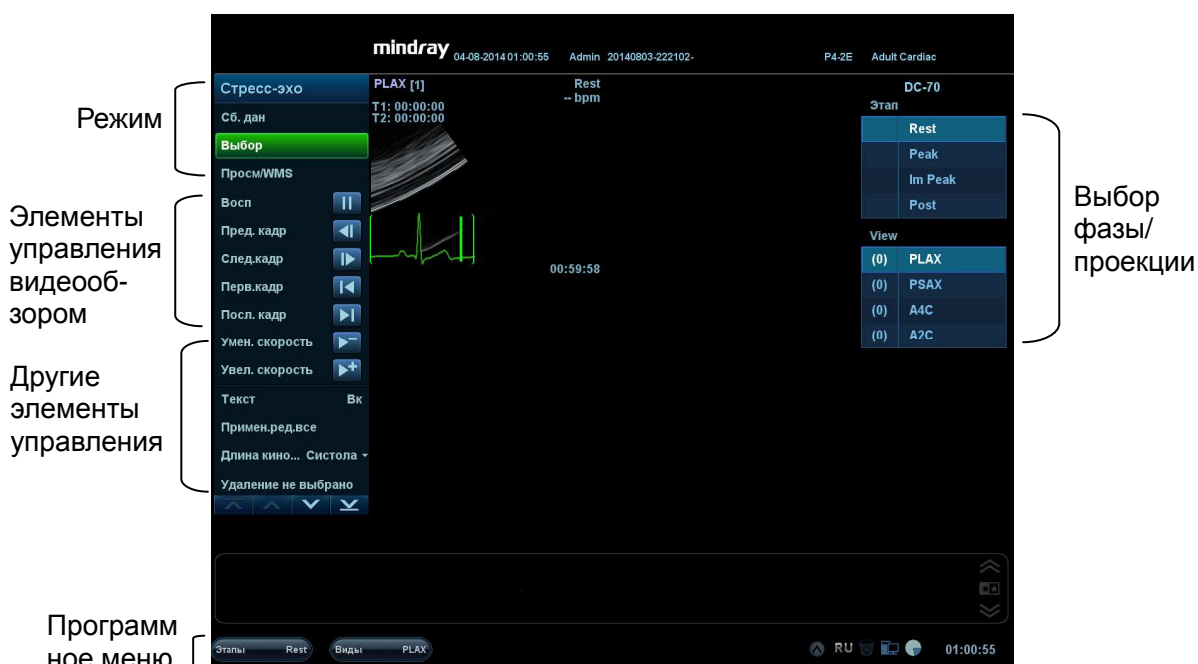 mindray 04-08-2014 01:00:55 Admin 20140803-222102- P4-2E Adult Cardiac
Режим
Элементы
управления
видеооб-
зором
Другие
элементы
управления
Программ
ное меню
Стресс-эхо
Сб. дан
Выбор
Просм/WMS
Восп
Пред. кадр
След.кадр
Перв.кадр
Посл. кадр
Умен. скорость
Увел. скорость
Текст Вк
Примен.ред.все
Длина кино... Систола
Удаление не выбрано
PLAX [1]
T1: 00:00:00
T2: 00:00:00
Rest
-- bpm
00:59:58
DC-70
Этап
Rest
Peak
Im Peak
Post
View
(0) PLAX
(0) PSAX
(0) A4C
(0) A2C
Выбор
фазы/
проекции
Этапы Rest Виды PLAX RU 01:00:55